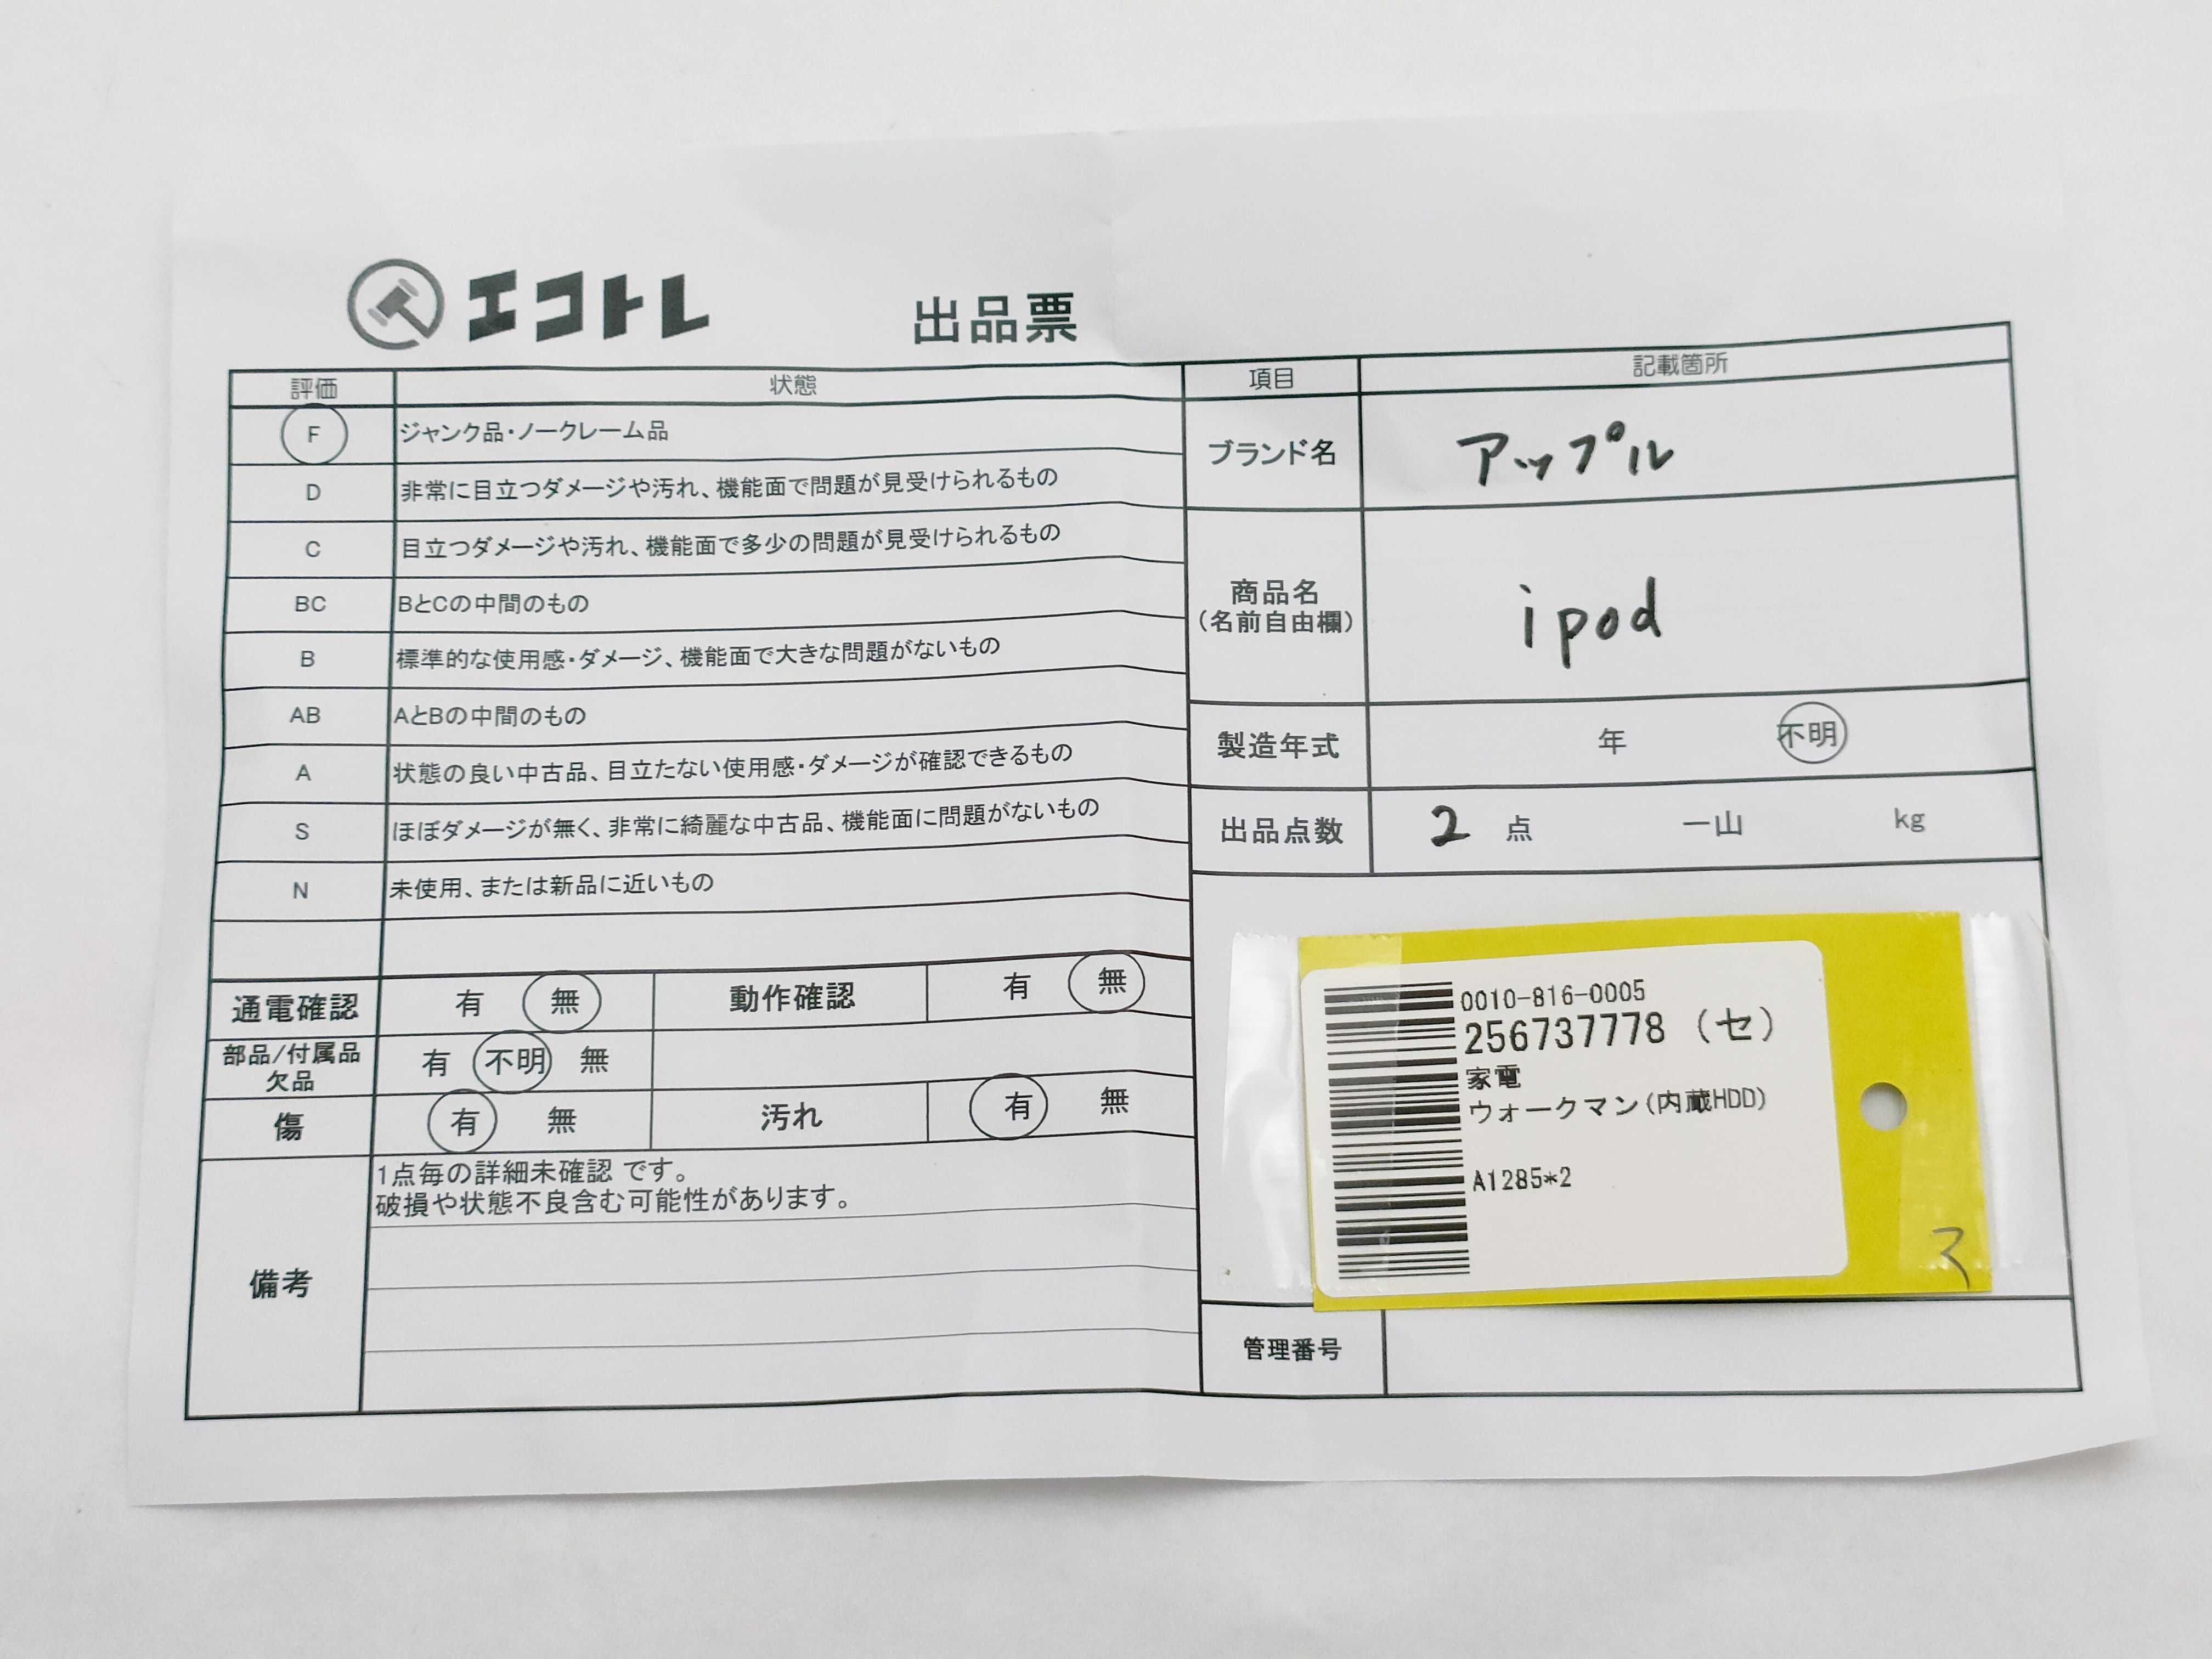 エコトレ
出品票
評価 状態
F ジャンク品・ノークレーム品
D 非常に目立つダメージや汚れ、機能面で問題が見受けられるもの
C 目立つダメージや汚れ、機能面で多少の問題が見受けられるもの
BC BとCの中間のもの
B 標準的な使用感・ダメージ、機能面で大きな問題がないもの
AB AとBの中間のもの
A 状態の良い中古品、目立たない使用感・ダメージが確認できるもの
S ほぼダメージが無く、非常に綺麗な中古品、機能面に問題がないもの
N 未使用、または新品に近いもの
通電確認 有 無 動作確認 有 無
部品/付属品
欠品 有 不明 無
傷 有 無 汚れ 有 無
備考
1点毎の詳細未確認 です。
破損や状態不良含む可能性があります。
項目 記載箇所
ブランド名 アップル
商品名
(名前自由欄) ipod
製造年式 年 不明
出品点数 2 点 一山 kg
0010-816-0005
256737778 (セ)
家電
ウォークマン(内蔵HDD)
A1285*2
管理番号